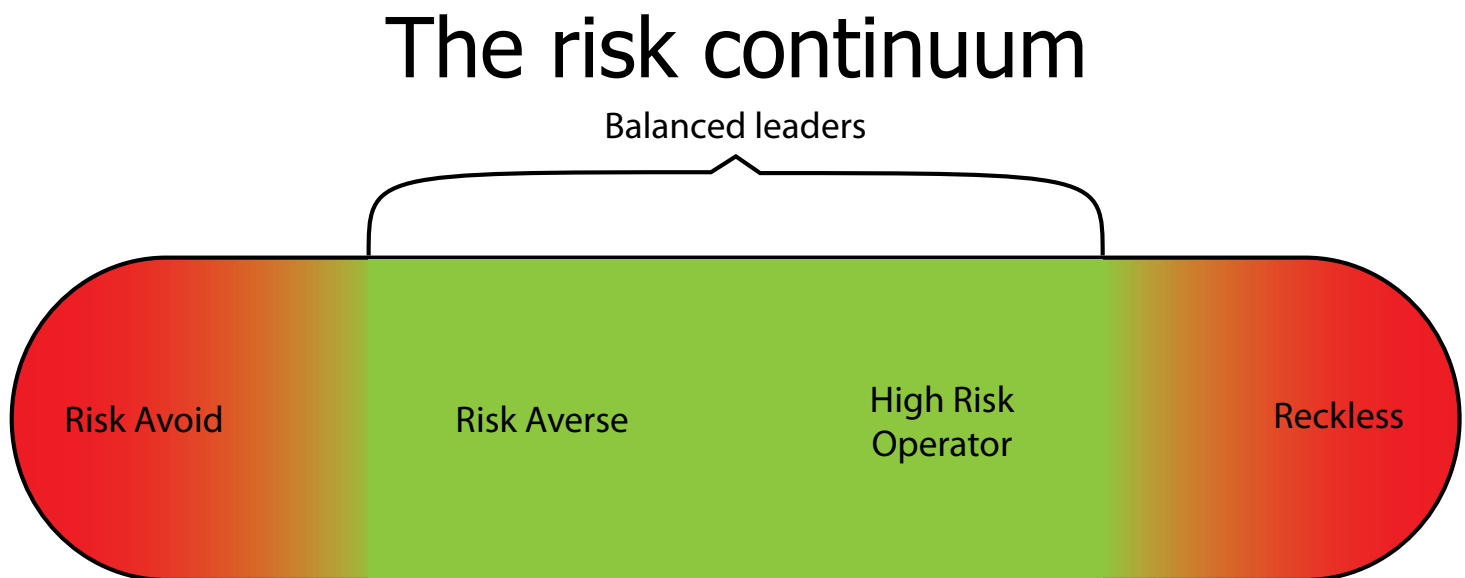 The risk continuum
Balanced leaders
Risk Avoid
Risk Averse
High Risk
Operator
Reckless